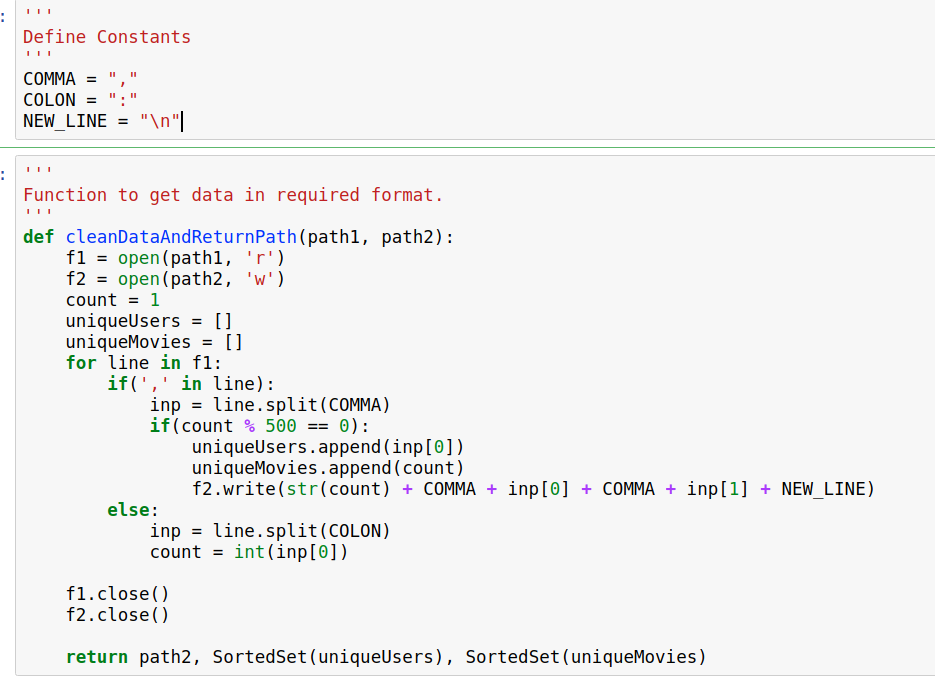 :
'''
Define Constants
'''
COMMA = ","
COLON = ":"
NEW_LINE = "\n"
:
'''
Function to get data in required format.
'''
def cleanDataAndReturnPath(path1, path2):
    f1 = open(path1, 'r')
    f2 = open(path2, 'w')
    count = 1
    uniqueUsers = []
    uniqueMovies = []
    for line in f1:
        if(',' in line):
            inp = line.split(COMMA)
            if(count % 500 == 0):
                uniqueUsers.append(inp[0])
                uniqueMovies.append(count)
                f2.write(str(count) + COMMA + inp[0] + COMMA + inp[1] + NEW_LINE)
        else:
            inp = line.split(COLON)
            count = int(inp[0])

    f1.close()
    f2.close()

    return path2, SortedSet(uniqueUsers), SortedSet(uniqueMovies)